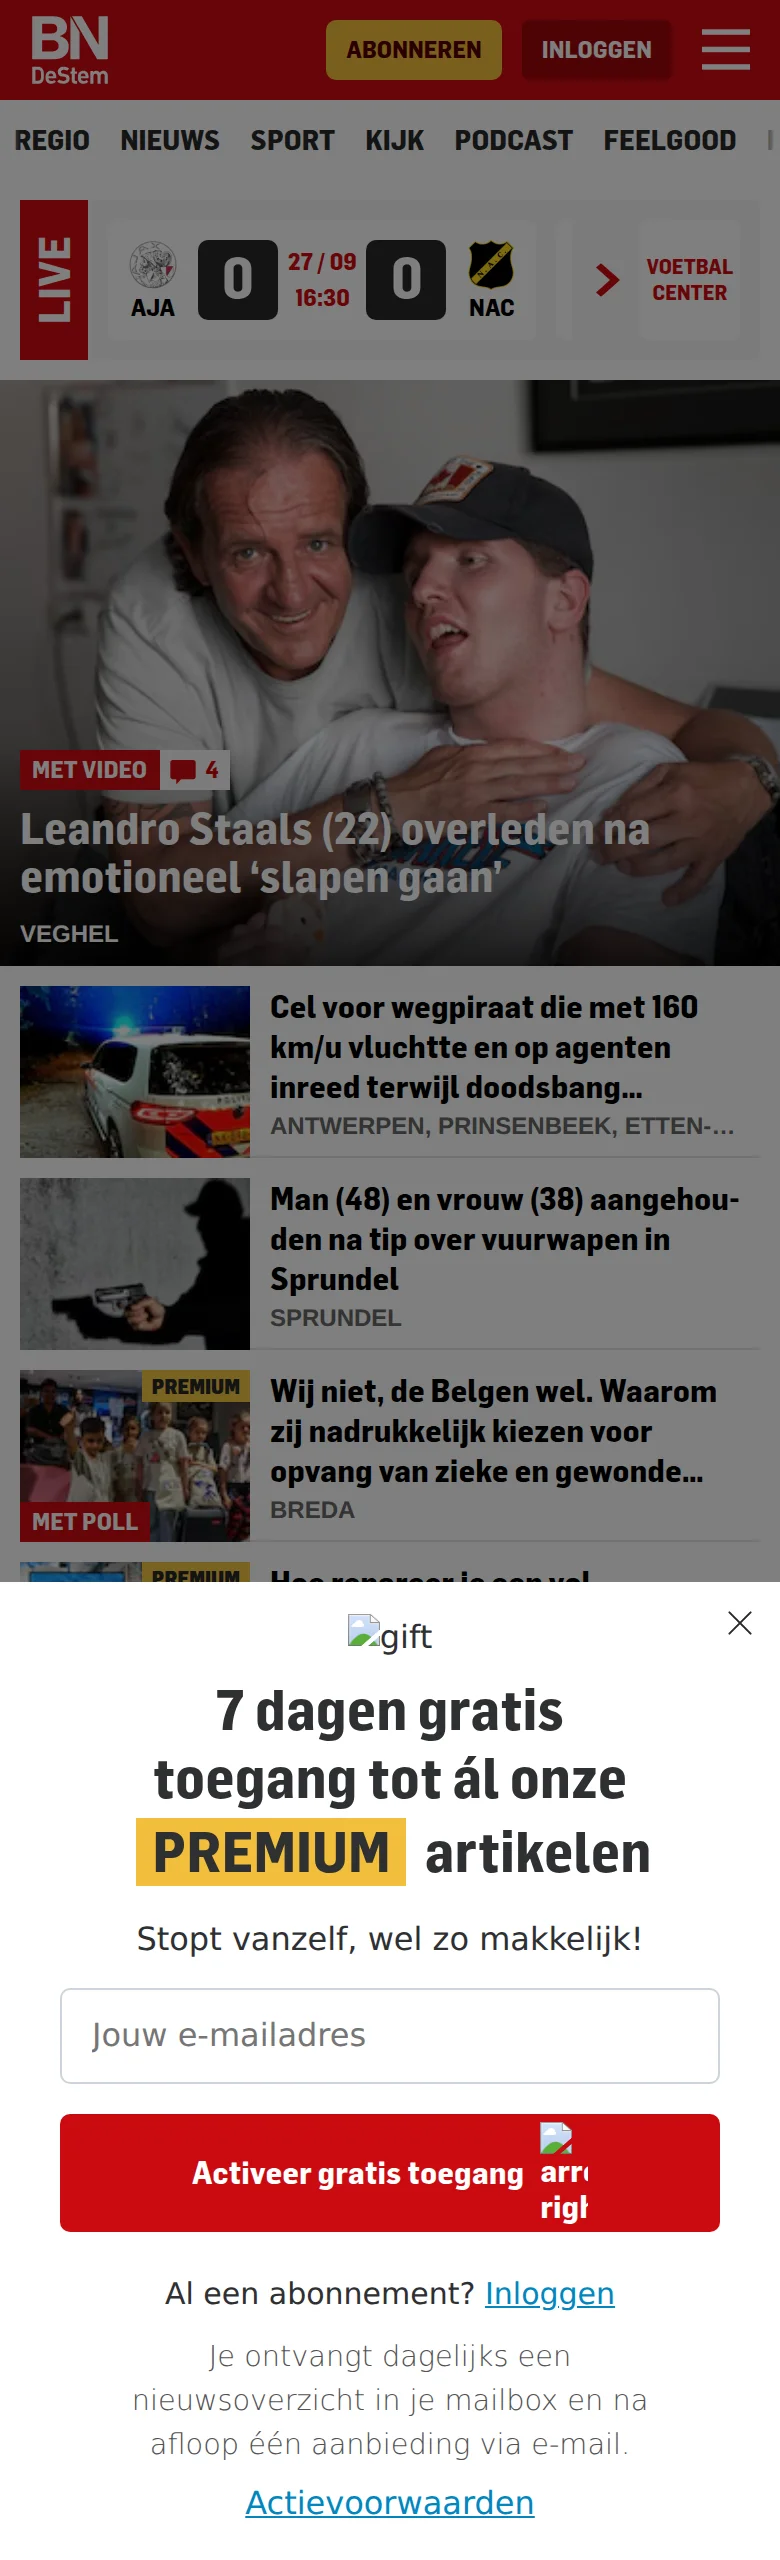 BN
DeStem
ABONNEREN
INLOGGEN
REGIO NIEUWS SPORT KIJK PODCAST FEELGOOD
LIVE
AJA
0
27 / 09
16:30
0
NAC
VOETBAL
CENTER
MET VIDEO
4
Leandro Staals (22) overleden na
emotioneel ‘slapen gaan’
VEGHEL
Cel voor wegpiraat die met 160
km/u vluchtte en op agenten
inreed terwijl doodsbang...
ANTWERPEN, PRINSENBEEK, ETTEN-...
Man (48) en vrouw (38) aangehou-
den na tip over vuurwapen in
Sprundel
SPRUNDEL
PREMIUM
MET POLL
Wij niet, de Belgen wel. Waarom
zij nadrukkelijk kiezen voor
opvang van zieke en gewonde...
BREDA
PREMIUM
Hoe repareer je een
gift
7 dagen gratis
toegang tot ál onze
PREMIUM artikelen
Stopt vanzelf, wel zo makkelijk!
Jouw e-mailadres
Activeer gratis toegang
Al een abonnement? Inloggen
Je ontvangt dagelijks een
nieuwsoverzicht in je mailbox en na
afloop één aanbieding via e-mail.
Actievoorwaarden